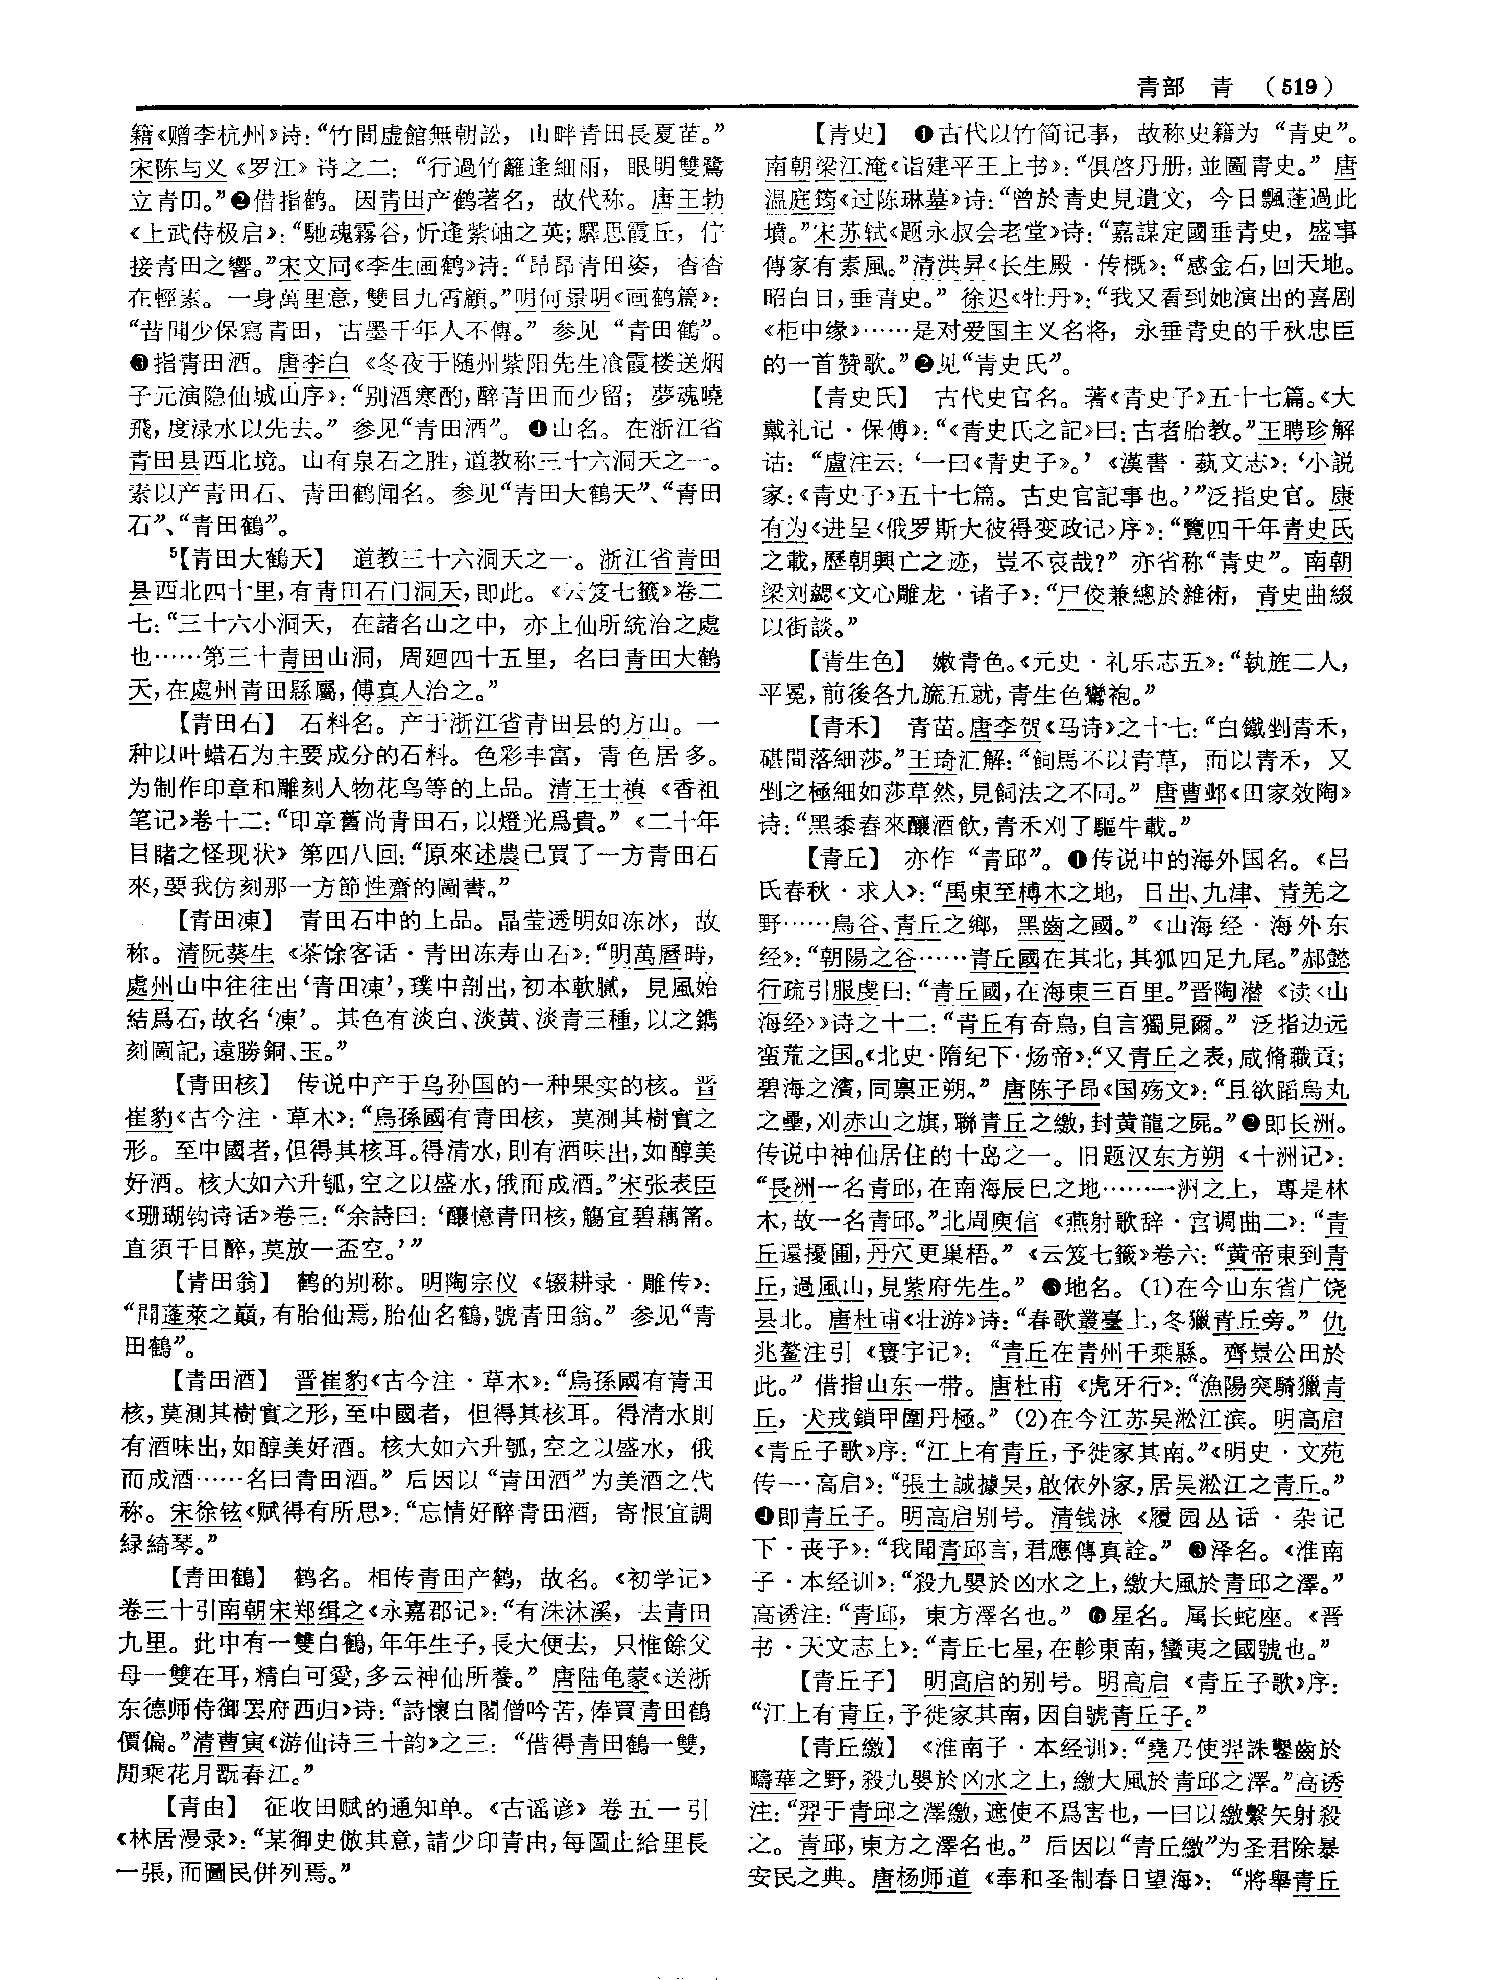 青部　青　（519）
籍《赠李杭州》诗：“竹間虚館無朝訟，山畔青田長夏苗。”
宋陈与义《罗江》诗之二：“行過竹籬逢細雨，眼明雙鷺
立青田。”❷借指鹤。因青田产鹤著名，故代称。唐王勃
《上武侍极启》：“馳魂霧谷，忻逢紫岫之英；驛思霞丘，佇
接青田之響。”宋文同《李生画鹤》诗：“昂昂青田姿，杳杳
在輕素。一身萬里意，雙目九霄顧。”明何景明《画鹤篇》：
“昔聞少保寫青田，古墨千年人不傳。”参见“青田鹤”。
❸指青田酒。唐李白《冬夜于随州紫阳先生飡霞楼送烟
子元演隐仙城山序》：“别酒寒酌，醉青田而少留；夢魂曉
飛，度渌水以先去。”参见“青田酒”。❹山名。在浙江省
青田县西北境。山有泉石之胜，道教称三十六洞天之一。
素以产青田石、青田鹤闻名。参见“青田大鹤天”、“青田
石”、“青田鹤”。
⁵【青田大鹤天】　道教三十六洞天之一。浙江省青田
县西北四十里，有青田石门洞天，即此。《云笈七籤》卷二
七：“三十六小洞天，在諸名山之中，亦上仙所統治之處
也……第三十青田山洞，周廻四十五里，名曰青田大鹤
天，在處州青田縣屬，傅真人治之。”
【青田石】　石料名。产于浙江省青田县的方山。一
种以叶蜡石为主要成分的石料。色彩丰富，青色居多。
为制作印章和雕刻人物花鸟等的上品。清王士禛《香祖
笔记》卷十二：“印章舊尚青田石，以燈光爲貴。”《二十年
目睹之怪现状》第四八回：“原來述農已買了一方青田石
來，要我仿刻那一方節性齋的圖書。”
【青田凍】　青田石中的上品。晶莹透明如冻冰，故
称。清阮葵生《茶馀客话·青田冻寿山石》：“明萬曆時，
處州山中往往出‘青田凍’，璞中剖出，初本軟膩，見風始
結爲石，故名‘凍’。其色有淡白、淡黄、淡青三種，以之鐫
刻圖記，遠勝銅、玉。”
【青田核】　传说中产于乌孙国的一种果实的核。晋
崔豹《古今注·草木》：“烏孫國有青田核，莫測其樹實之
形。至中國者，但得其核耳。得清水，則有酒味出，如醇美
好酒。核大如六升瓠，空之以盛水，俄而成酒。”宋张表臣
《珊瑚钩诗话》卷三：“余詩曰：‘釀憶青田核，觴宜碧藕筩。
直須千日醉，莫放一盃空。’”
【青田翁】　鹤的别称。明陶宗仪《辍耕录·雕传》：
“聞蓬萊之巔，有胎仙焉，胎仙名鶴，號青田翁。”参见“青
田鶴”。
【青田酒】　晋崔豹《古今注·草木》：“烏孫國有青田
核，莫測其樹實之形，至中國者，但得其核耳。得清水則
有酒味出，如醇美好酒。核大如六升瓠，空之以盛水，俄
而成酒……名曰青田酒。”后因以“青田酒”为美酒之代
称。宋徐铉《赋得有所思》：“忘情好醉青田酒，寄恨宜調
緑綺琴。”
【青田鶴】　鹤名。相传青田产鹤，故名。《初学记》
卷三十引南朝宋郑缉之《永嘉郡记》：“有洙沐溪，去青田
九里。此中有一雙白鶴，年年生子，長大便去，只惟餘父
母一雙在耳，精白可愛，多云神仙所養。”唐陆龟蒙《送浙
东德师侍御罢府西归》诗：“詩懷白閣僧吟苦，俸買青田鶴
價偏。”清曹寅《游仙诗三十韵》之三：“借得青田鶴一雙，
閒乘花月翫春江。”
【青由】　征收田赋的通知单。《古谣谚》卷五一引
《林居漫录》：“某御史倣其意，請少印青由，每圖止給里長
一張，而圖民併列焉。”
【青史】　❶古代以竹简记事，故称史籍为“青史”。
南朝梁江淹《诣建平王上书》：“俱啓丹册，並圖青史。”唐
温庭筠《过陈琳墓》诗：“曾於青史見遺文，今日飄蓬過此
墳。”宋苏轼《题永叔会老堂》诗：“嘉謀定國垂青史，盛事
傳家有素風。”清洪昇《长生殿·传概》：“感金石，回天地。
昭白日，垂青史。”徐迟《牡丹》：“我又看到她演出的喜剧
《柜中缘》……是对爱国主义名将，永垂青史的千秋忠臣
的一首赞歌。”❷见“青史氏”。
【青史氏】　古代史官名。著《青史子》五十七篇。《大
戴礼记·保傅》：“《青史氏之記》曰：古者胎教。”王聘珍解
诂：“盧注云：‘一曰《青史子》。’《漢書·蓺文志》：‘小説
家：《青史子》五十七篇。古史官記事也。’”泛指史官。康
有为《进呈〈俄罗斯大彼得变政记〉序》：“覽四千年青史氏
之載，歷朝興亡之迹，豈不哀哉？”亦省称“青史”。南朝
梁刘勰《文心雕龙·诸子》：“尸佼兼總於雜術，青史曲綴
以街談。”
【青生色】　嫩青色。《元史·礼乐志五》：“執旌二人，
平冕，前後各九旒五就，青生色鸞袍。”
【青禾】　青苗。唐李贺《马诗》之十七：“白鐵剉青禾，
碪間落細莎。”王琦汇解：“飼馬不以青草，而以青禾，又
剉之極細如莎草然，見飼法之不同。”唐曹邺《田家效陶》
诗：“黑黍舂來釀酒飲，青禾刈了驅牛載。”
【青丘】　亦作“青邱”。❶传说中的海外国名。《吕
氏春秋·求人》：“禹東至榑木之地，日出、九津、青羌之
野……鳥谷、青丘之鄉，黑齒之國。”《山海经·海外东
经》：“朝陽之谷……青丘國在其北，其狐四足九尾。”郝懿
行疏引服虔曰：“青丘國，在海東三百里。”晋陶潜《读〈山
海经〉》诗之十二：“青丘有奇鳥，自言獨見爾。”泛指边远
蛮荒之国。《北史·隋纪下·炀帝》：“又青丘之表，咸脩職貢；
碧海之濱，同禀正朔。”唐陈子昂《国殇文》：“且欲蹈烏丸
之壘，刈赤山之旗，聯青丘之繳，封黄龍之屍。”❷即长洲。
传说中神仙居住的十岛之一。旧题汉东方朔《十洲记》：
“長洲一名青邱，在南海辰巳之地……一洲之上，專是林
木，故一名青邱。”北周庾信《燕射歌辞·宫调曲二》：“青
丘還擾圃，丹穴更巢梧。”《云笈七籤》卷六：“黄帝東到青
丘，過風山，見紫府先生。”❸地名。（1）在今山东省广饶
县北。唐杜甫《壮游》诗：“春歌叢臺上，冬獵青丘旁。”仇
兆鳌注引《寰宇记》：“青丘在青州千乘縣。齊景公田於
此。”借指山东一带。唐杜甫《虎牙行》：“漁陽突騎獵青
丘，犬戎鎖甲圍丹極。”（2）在今江苏吴淞江滨。明高启
《青丘子歌》序：“江上有青丘，予徙家其南。”《明史·文苑
传一·高启》：“張士誠據吴，啟依外家，居吴淞江之青丘。”
❹即青丘子。明高启别号。清钱泳《履园丛话·杂记
下·丧子》：“我聞青邱言，君應傳真詮。”❺泽名。《淮南
子·本经训》：“殺九嬰於凶水之上，繳大風於青邱之澤。”
高诱注：“青邱，東方澤名也。”❻星名。属长蛇座。《晋
书·天文志上》：“青丘七星，在軫東南，蠻夷之國號也。”
【青丘子】　明高启的别号。明高启《青丘子歌》序：
“江上有青丘，予徙家其南，因自號青丘子。”
【青丘繳】　《淮南子·本经训》：“堯乃使羿誅鑿齒於
疇華之野，殺九嬰於凶水之上，繳大風於青邱之澤。”高诱
注：“羿于青邱之澤繳，遮使不爲害也，一曰以繳繫矢射殺
之。青邱，東方之澤名也。”后因以“青丘繳”为圣君除暴
安民之典。唐杨师道《奉和圣制春日望海》：“將舉青丘